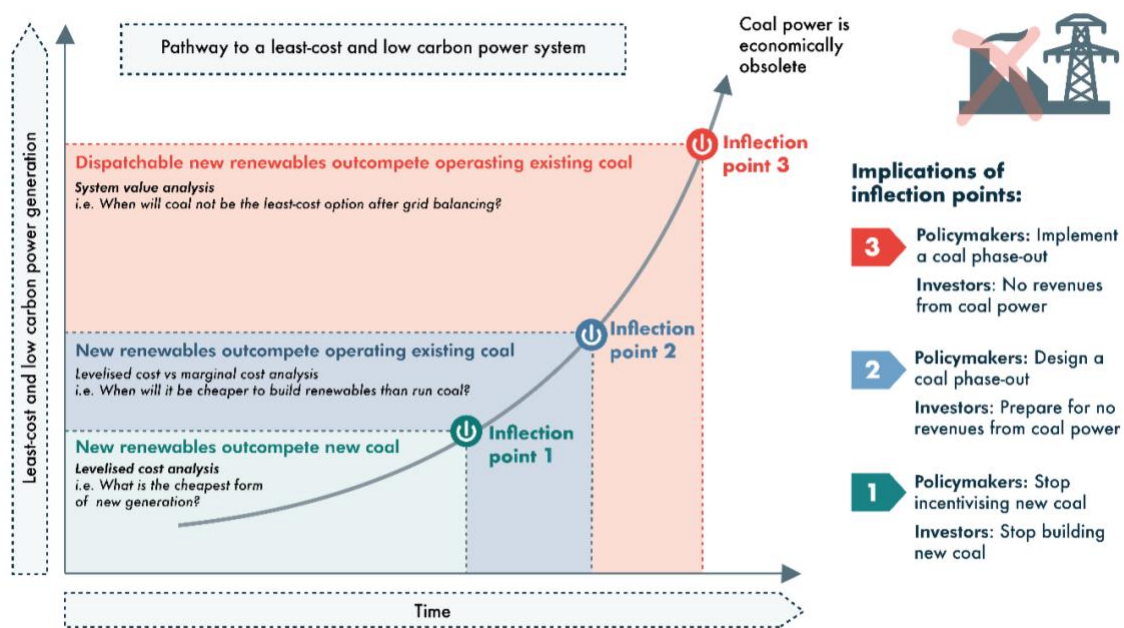 Pathway to a least-cost and low carbon power system
Coal power is
economically
obsolete
Least-cost and low carbon power generation
Dispatchable new renewables outcompete operasting existing coal
System value analysis
i.e. When will coal not be the least-cost option after grid balancing?
Inflection
point 3
New renewables outcompete operating existing coal
Levelised cost vs marginal cost analysis
i.e. When will it be cheaper to build renewables than run coal?
Inflection
point 2
New renewables outcompete new coal
Levelised cost analysis
i.e. What is the cheapest form
of new generation?
Inflection
point 1
Time
Implications of
inflection points:
3
Policymakers: Implement
a coal phase-out
Investors: No revenues
from coal power
2
Policymakers: Design a
coal phase-out
Investors: Prepare for no
revenues from coal power
1
Policymakers: Stop
incentivising new coal
Investors: Stop building
new coal